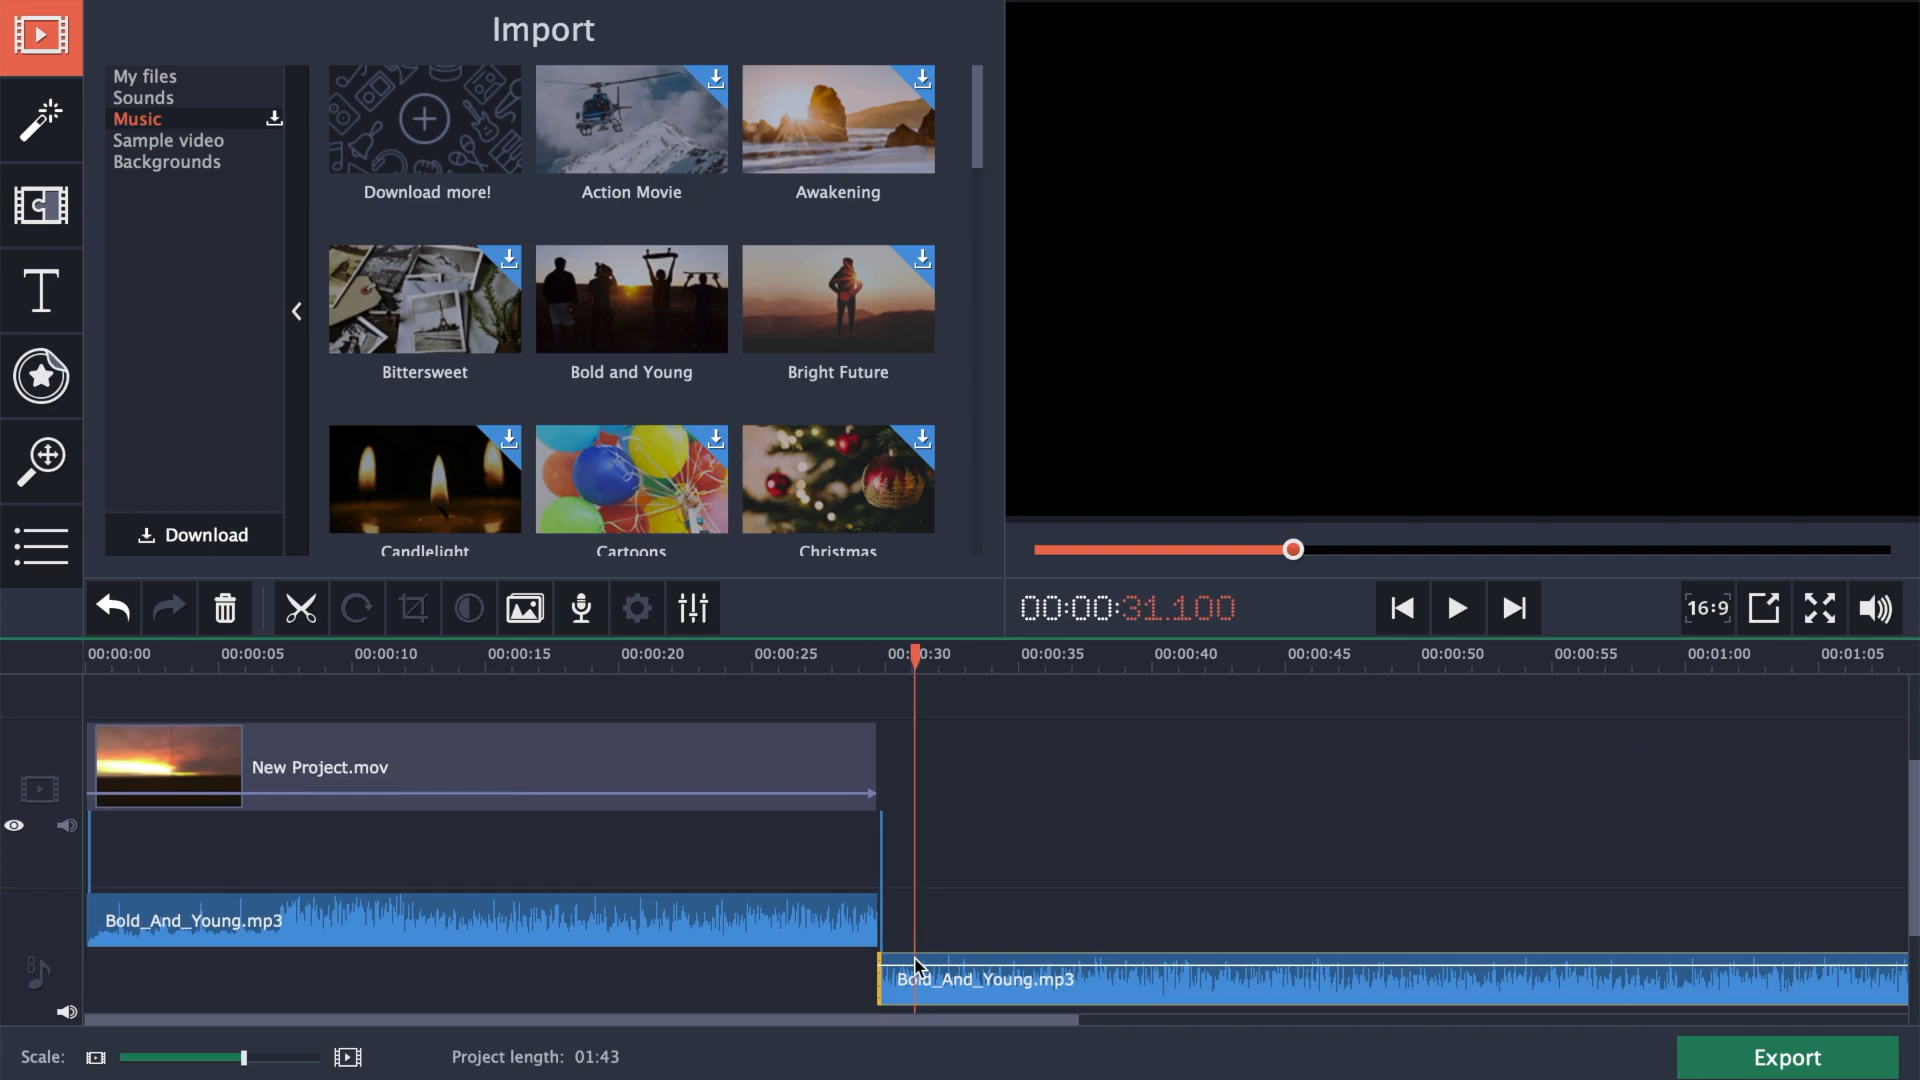 Import
My files
Sounds
Music
Sample video
Backgrounds
Download
Download more!
Action Movie
Awakening
Bittersweet
Bold and Young
Bright Future
Candlelight
Cartoons
Christmas
00:00:31.100
16:9
00:00:00
00:00:05
00:00:10
00:00:15
00:00:20
00:00:25
00:00:30
00:00:35
00:00:40
00:00:45
00:00:50
00:00:55
00:01:00
00:01:05
New Project.mov
Bold_And_Young.mp3
Bold_And_Young.mp3
Scale:
Project length: 01:43
Export